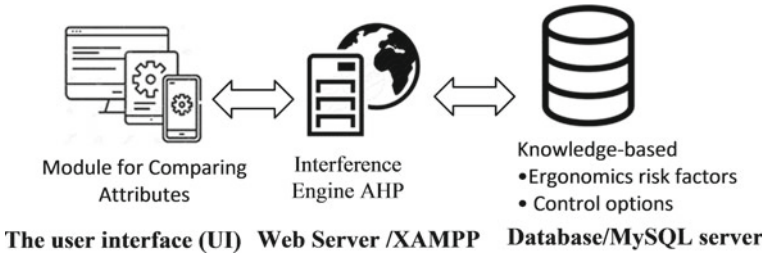 Module for Comparing
Attributes
Interference
Engine AHP
Knowledge-based
•Ergonomics risk factors
• Control options
The user interface (UI)
Web Server /XAMPP
Database/MySQL server